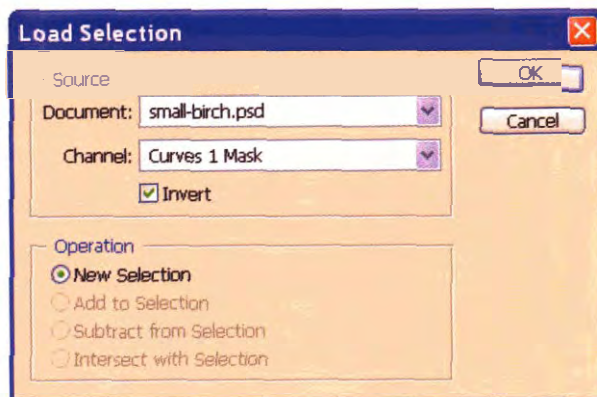 Load Selection
Source
OK
Document: small-birch.psd
Cancel
Channel: Curves 1 Mask
Invert
Operation
New Selection
Add to Selection
Subtract from Selection
Intersect with Selection